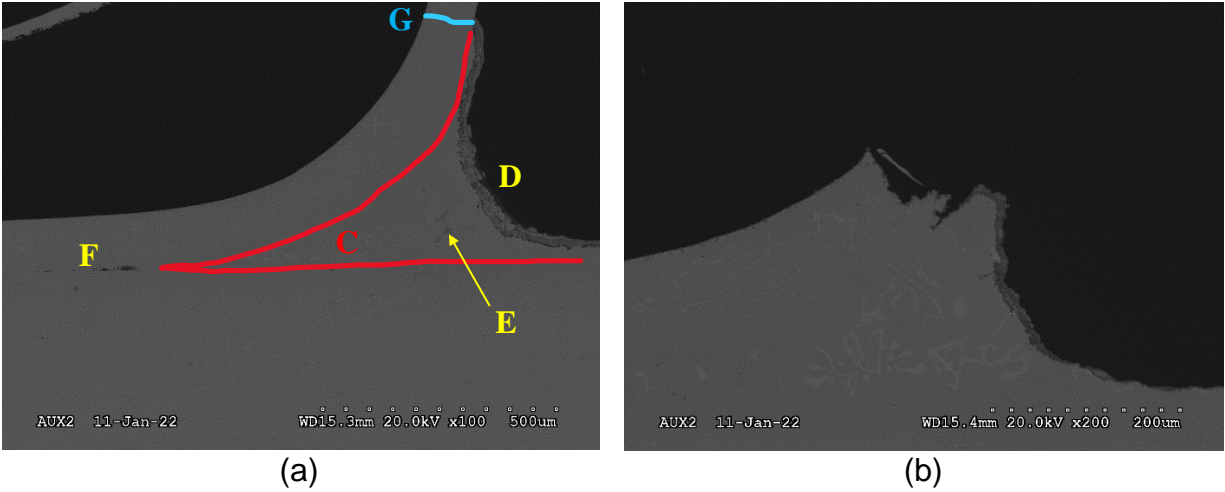 G
D
C
F
E
AUX2 11-Jan-22 WD15.3mm 20.0kV x100 500um
AUX2 11-Jan-22 WD15.4mm 20.0kV x200 200um
(a)
(b)